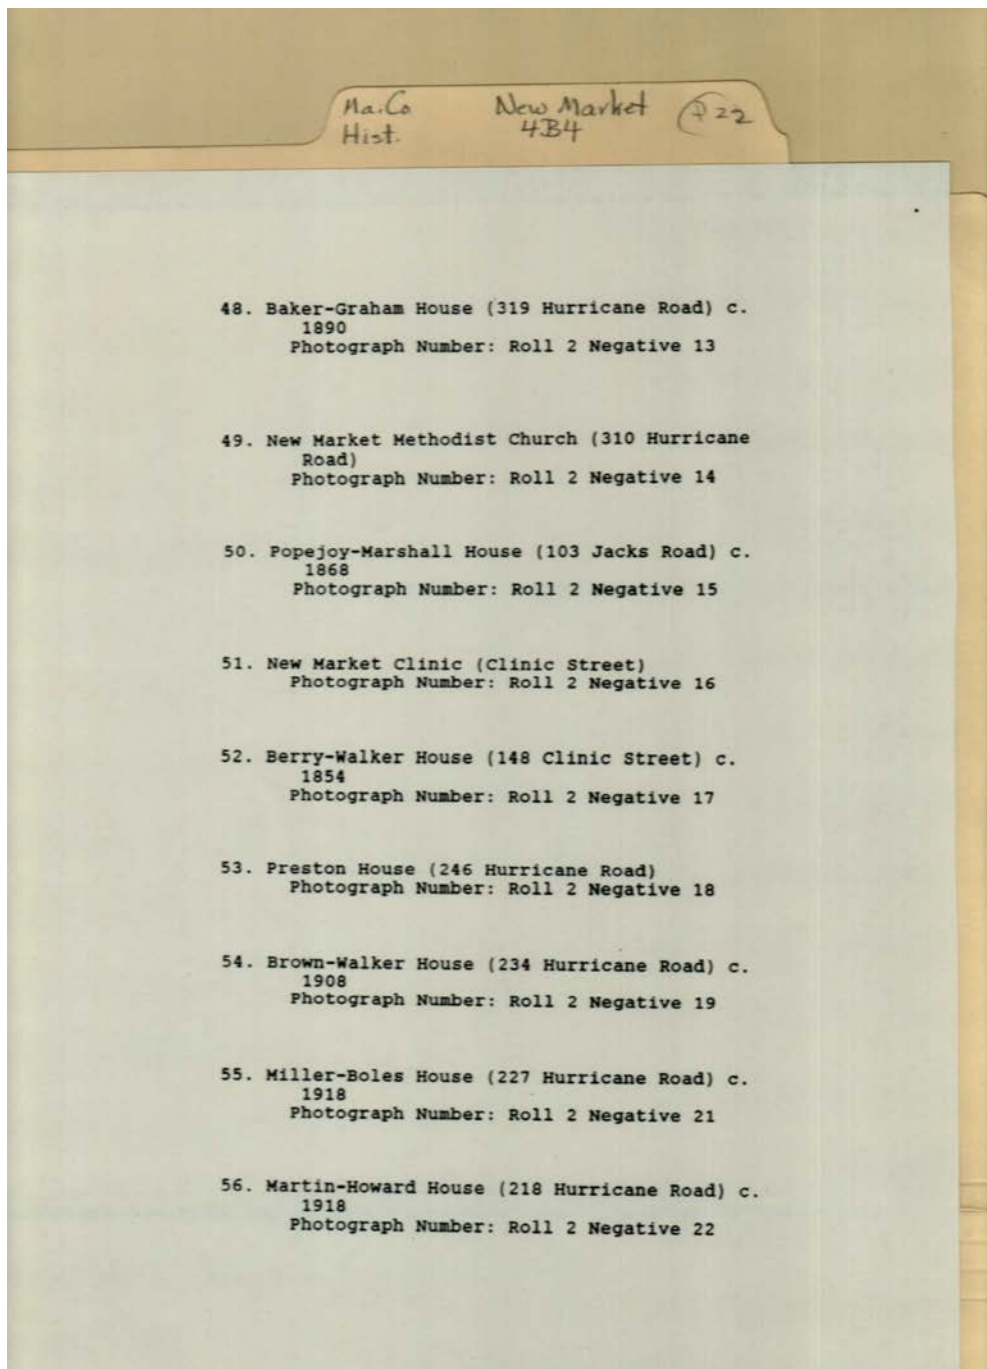 Ma.Co New Market P22
Hist. 4B4
48. Baker-Graham House (319 Hurricane Road) c.
1890
Photograph Number: Roll 2 Negative 13
49. New Market Methodist Church (310 Hurricane
Road)
Photograph Number: Roll 2 Negative 14
50. Popejoy-Marshall House (103 Jacks Road) c.
1868
Photograph Number: Roll 2 Negative 15
51. New Market Clinic (Clinic Street)
Photograph Number: Roll 2 Negative 16
52. Berry-Walker House (148 Clinic Street) c.
1854
Photograph Number: Roll 2 Negative 17
53. Preston House (246 Hurricane Road)
Photograph Number: Roll 2 Negative 18
54. Brown-Walker House (234 Hurricane Road) c.
1908
Photograph Number: Roll 2 Negative 19
55. Miller-Boles House (227 Hurricane Road) c.
1918
Photograph Number: Roll 2 Negative 21
56. Martin-Howard House (218 Hurricane Road) c.
1918
Photograph Number: Roll 2 Negative 22